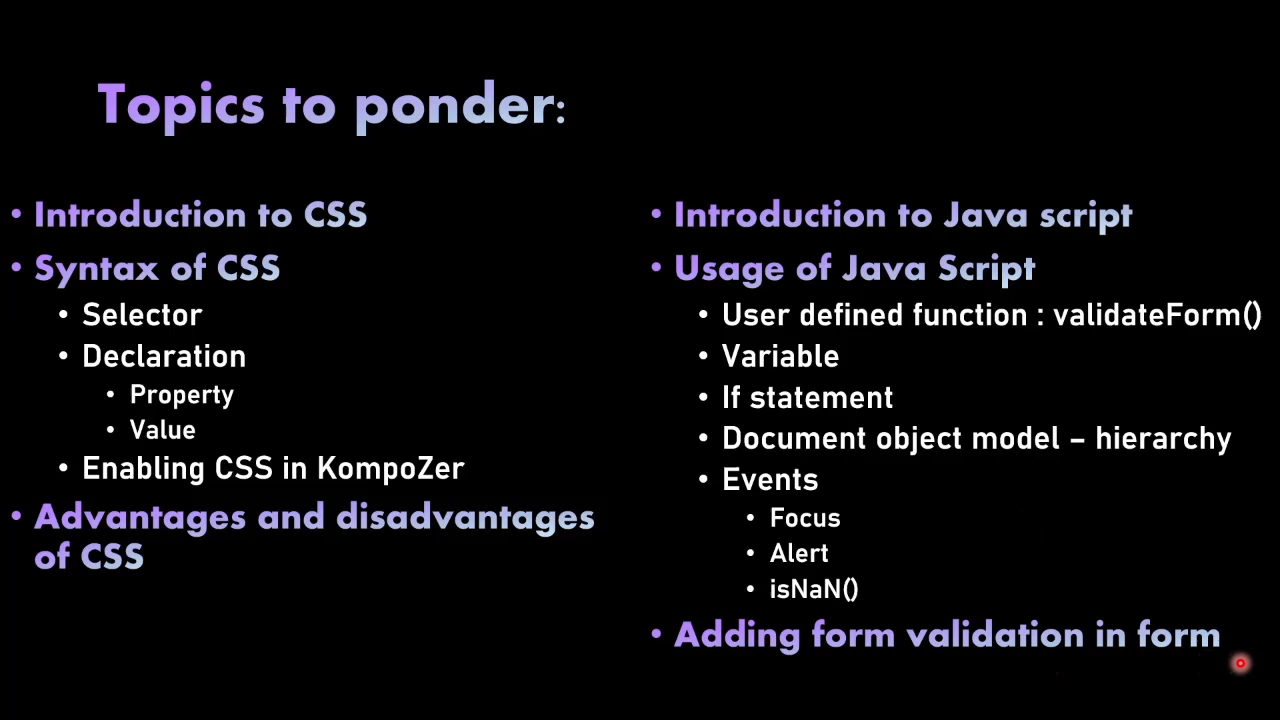 Topics to ponder:
• Introduction to CSS
• Syntax of CSS
• Selector
• Declaration
• Property
• Value
• Enabling CSS in KompoZer
• Advantages and disadvantages
of CSS
• Introduction to Java script
• Usage of Java Script
• User defined function : validateForm()
• Variable
• If statement
• Document object model – hierarchy
• Events
• Focus
• Alert
• isNaN()
• Adding form validation in form